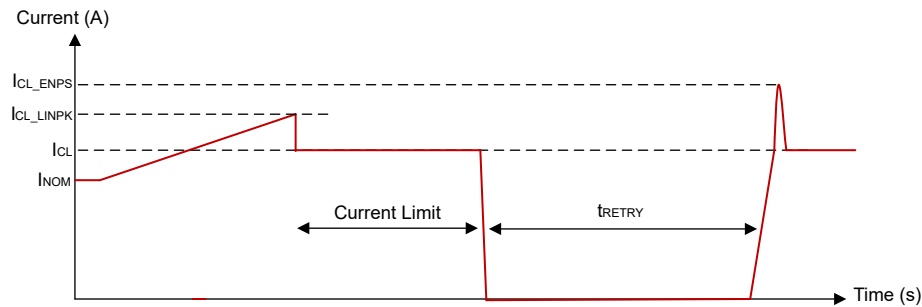 Current (A)
ICL_ENPS
ICL_LINPK
ICL
INOM
Current Limit
tRETRY
Time (s)